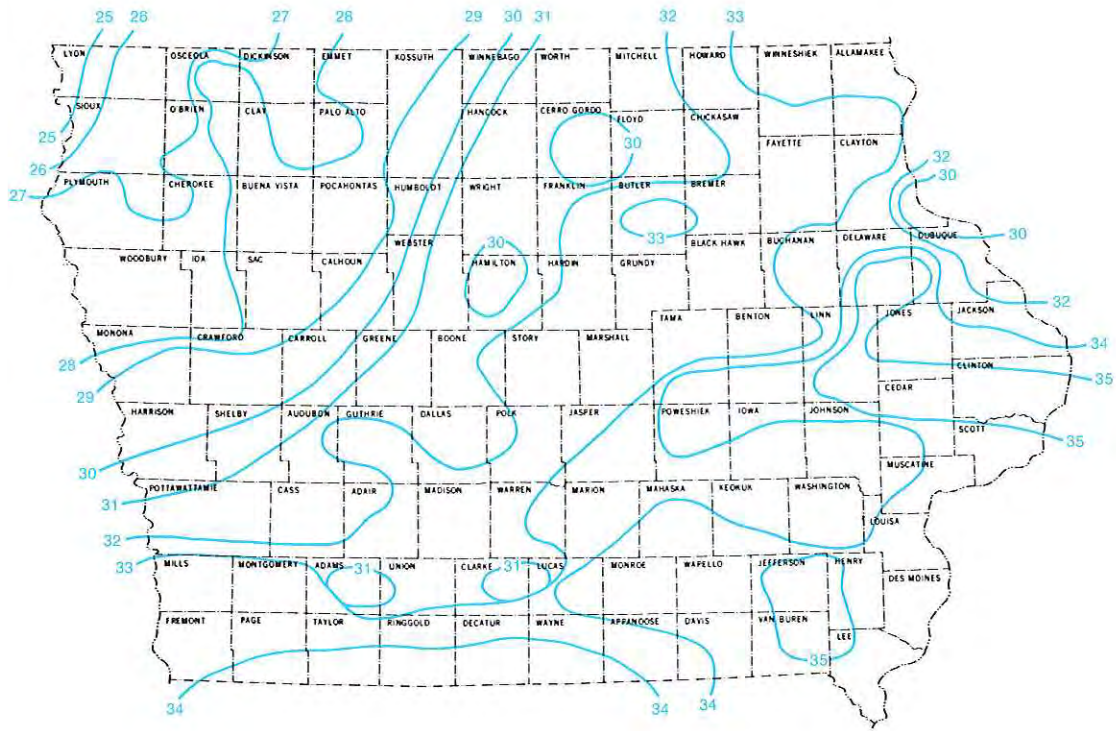 25 26 27 28 29 30 31 32 33
LYON OSCEOLA DICKINSON EMMET KOSSUTH WINNEBAGO WORTH MITCHELL HOWARD WINNESHIEK ALLAMAKEE
SIOUX O'BRIEN CLAY PALO ALTO HANCOCK CERRO GORDO FLOYD CHICKASAW
25
30
FAYETTE CLAYTON
26
32
30
27
PLYMOUTH CHEROKEE BUENA VISTA POCAHONTAS HUMBOLDT WRIGHT FRANKLIN BUTLER BREMER
33
30
WEBSTER
30
BLACK HAWK BUCHANAN DELAWARE DUBUQUE
WOODBURY IDA SAC CALHOUN HAMILTON HARDIN GRUNDY
32
MONONA CRAWFORD CARROLL GREENE BOONE STORY MARSHALL TAMA BENTON LINN JONES JACKSON
34
28
CLINTON
35
29
CEDAR
HARRISON SHELBY AUDUBON GUTHRIE DALLAS POLK JASPER POWESHIEK IOWA JOHNSON
SCOTT
35
30
MUSCATINE
POTTAWATTAMIE CASS ADAIR MADISON WARREN MARION MAHASKA KEOKUK WASHINGTON
31
LOUISA
32
33
MILLS MONTGOMERY ADAMS 31 UNION CLARKE 31 LUCAS MONROE WAPELLO JEFFERSON HENRY
DES MOINES
FREMONT PAGE TAYLOR RINGGOLD DECATUR WAYNE APPANOOSE DAVIS VAN BUREN
LEE
35
34
34
34